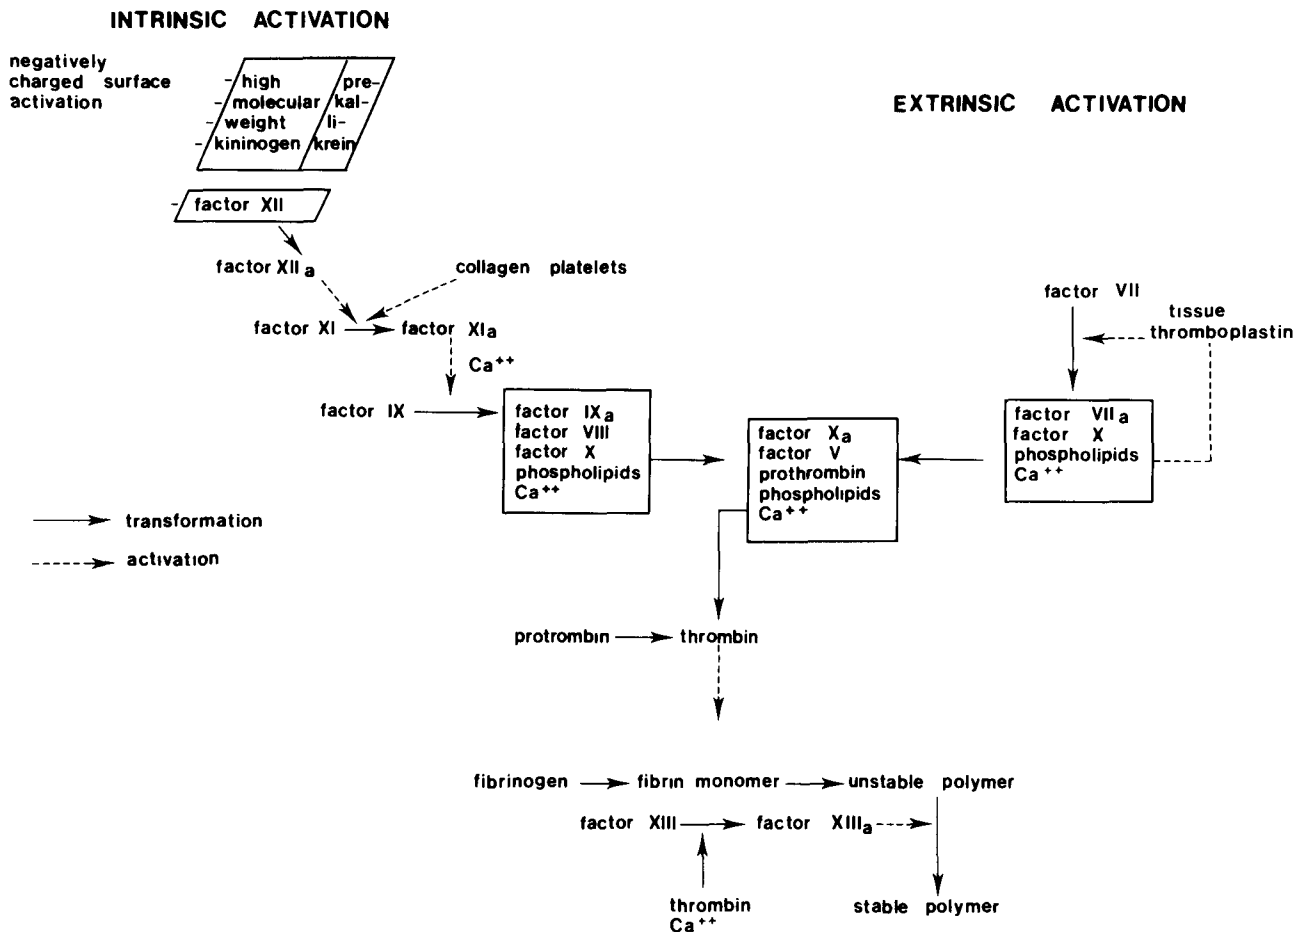 INTRINSIC ACTIVATION
negatively
charged surface
activation
high
molecular
weight
kininogen
pre-
kal-
li-
krein
EXTRINSIC ACTIVATION
factor XII
factor XIIa
collagen platelets
factor XI
factor XIa
Ca++
factor VII
tissue
thromboplastin
factor IX
factor IXa
factor VIII
factor X
phospholipids
Ca++
factor Xa
factor V
prothrombin
phospholipids
Ca++
factor VIIa
factor X
phospholipids
Ca++
transformation
activation
protrombin
thrombin
fibrinogen
fibrin monomer
unstable polymer
factor XIII
factor XIIIa
thrombin
Ca++
stable polymer